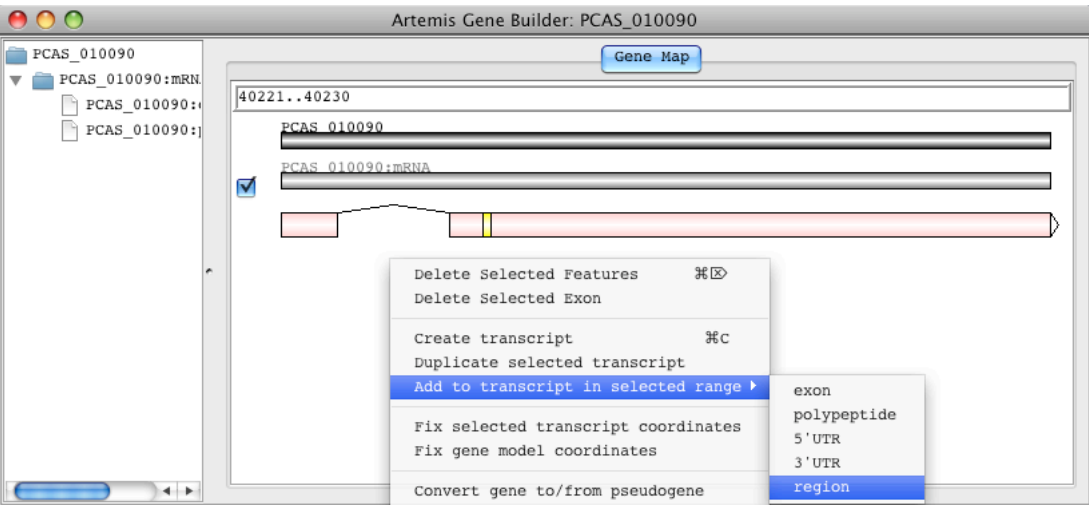 Artemis Gene Builder: PCAS_010090
PCAS_010090
PCAS_010090:mRN
PCAS_010090:
PCAS_010090:
Gene Map
40221..40230
PCAS_010090
PCAS_010090:mRNA
Delete Selected Features ⌘⌦
Delete Selected Exon
Create transcript ⌘C
Duplicate selected transcript
Add to transcript in selected range
Fix selected transcript coordinates
Fix gene model coordinates
Convert gene to/from pseudogene
exon
polypeptide
5'UTR
3'UTR
region